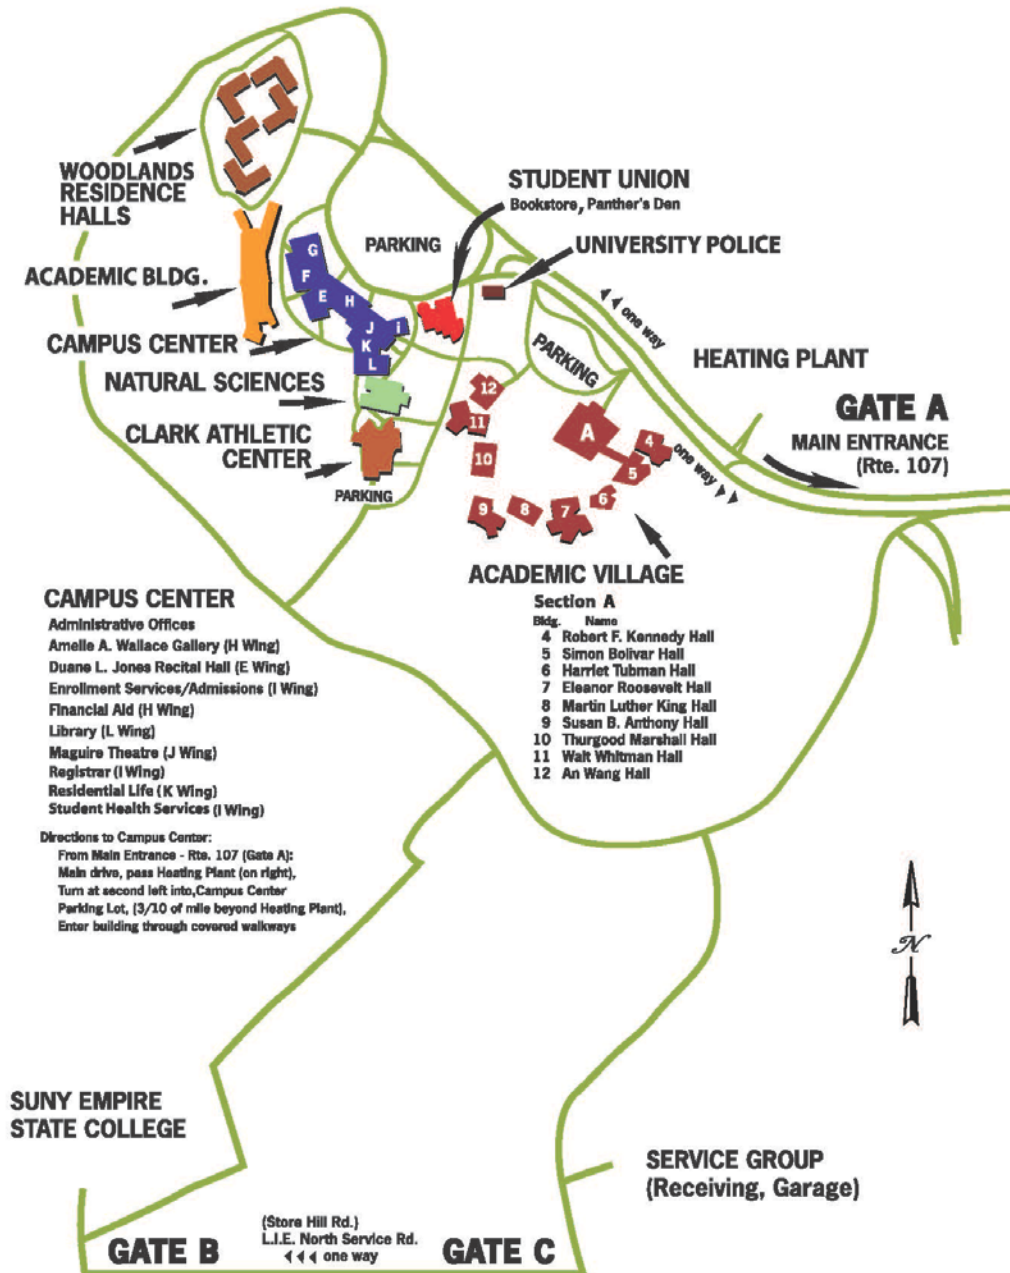 WOODLANDS
RESIDENCE
HALLS
STUDENT UNION
Bookstore, Panther's Den
UNIVERSITY POLICE
PARKING
ACADEMIC BLDG.
G
F
E
H
J
i
K
L
CAMPUS CENTER
one way
PARKING
HEATING PLANT
NATURAL SCIENCES
GATE A
MAIN ENTRANCE
(Rte. 107)
CLARK ATHLETIC
CENTER
PARKING
12
11
10
A
4
5
6
7
8
9
one way
ACADEMIC VILLAGE
Section A
Bldg. Name
4 Robert F. Kennedy Hall
5 Simon Bolivar Hall
6 Harriet Tubman Hall
7 Eleanor Roosevelt Hall
8 Martin Luther King Hall
9 Susan B. Anthony Hall
10 Thurgood Marshall Hall
11 Walt Whitman Hall
12 An Wang Hall
CAMPUS CENTER
Administrative Offices
Amelie A. Wallace Gallery (H Wing)
Duane L. Jones Recital Hall (E Wing)
Enrollment Services/Admissions (I Wing)
Financial Aid (H Wing)
Library (L Wing)
Maguire Theatre (J Wing)
Registrar (I Wing)
Residential Life (K Wing)
Student Health Services (I Wing)
Directions to Campus Center:
From Main Entrance - Rte. 107 (Gate A):
Main drive, pass Heating Plant (on right),
Turn at second left into,Campus Center
Parking Lot, (3/10 of mile beyond Heating Plant),
Enter building through covered walkways
N
SUNY EMPIRE
STATE COLLEGE
SERVICE GROUP
(Receiving, Garage)
GATE B
(Store Hill Rd.)
L.I.E. North Service Rd.
one way
GATE C